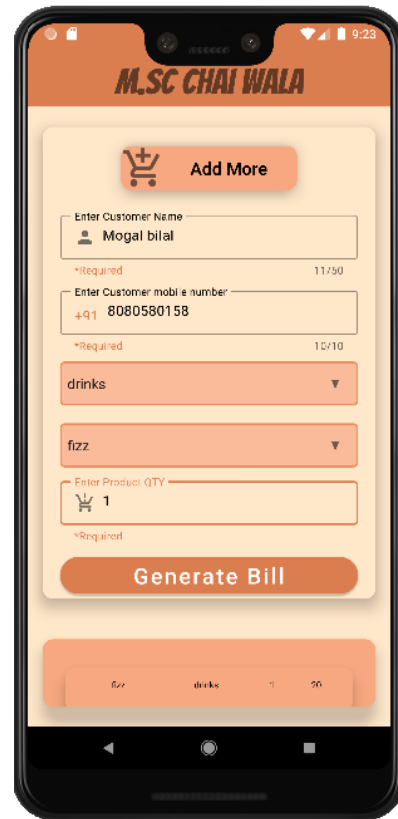 9:23
M.SC CHAI WALA
Add More
Enter Customer Name
Mogal bilal
*Required 11/50
Enter Customer mobile number
+91 8080580158
*Required 10/10
drinks
fizz
Enter Product QTY
1
*Required
Generate Bill
fizz drinks 1 20